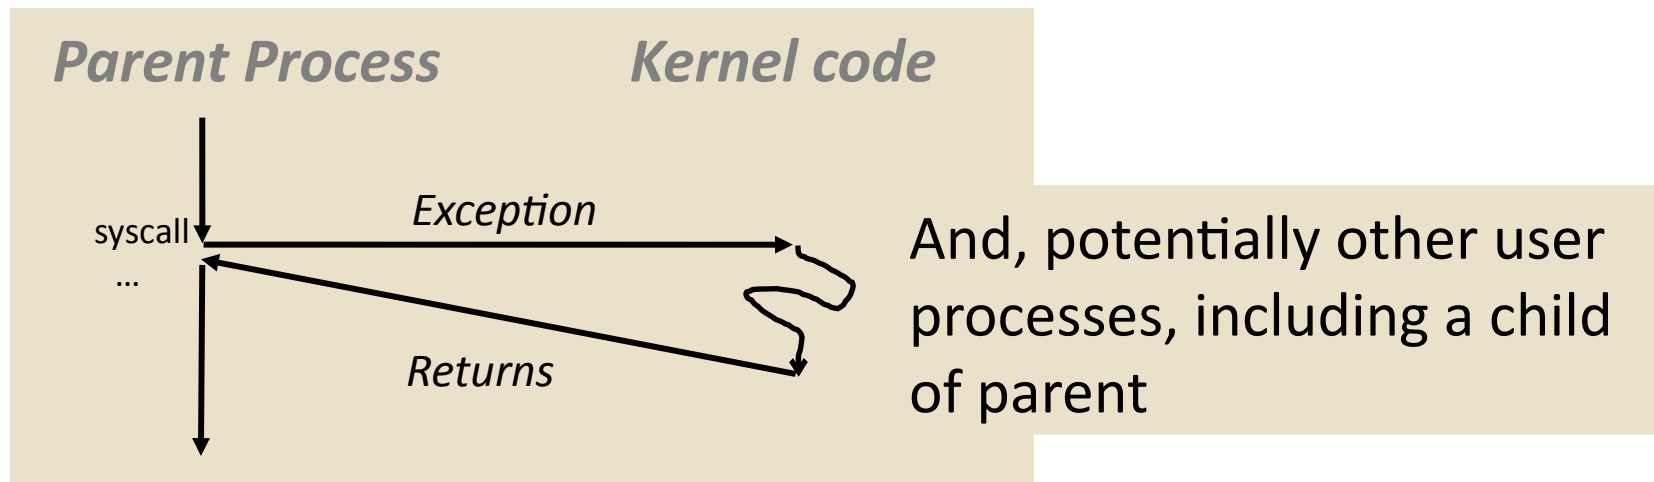 Parent Process
Kernel code
Exception
syscall
…
Returns
And, potentially other user
processes, including a child
of parent